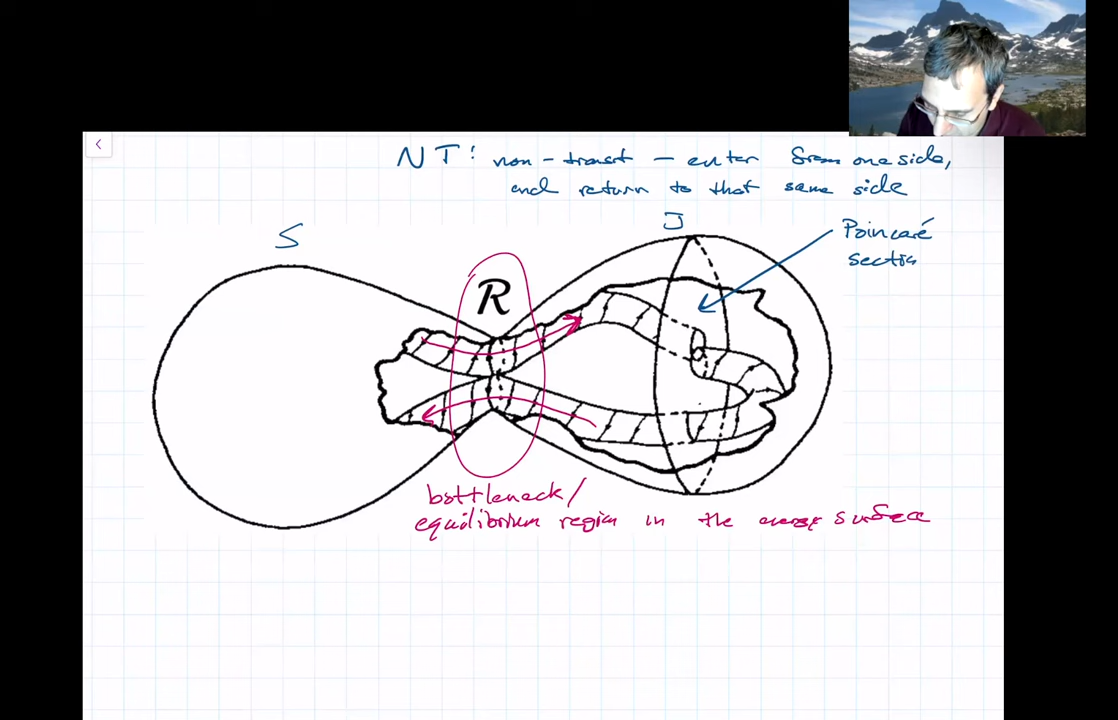 NT: non-transit – enter from one side,
and return to that same side
S
J
Poincaré
section
R
bottleneck/
equilibrium region in the energy surface